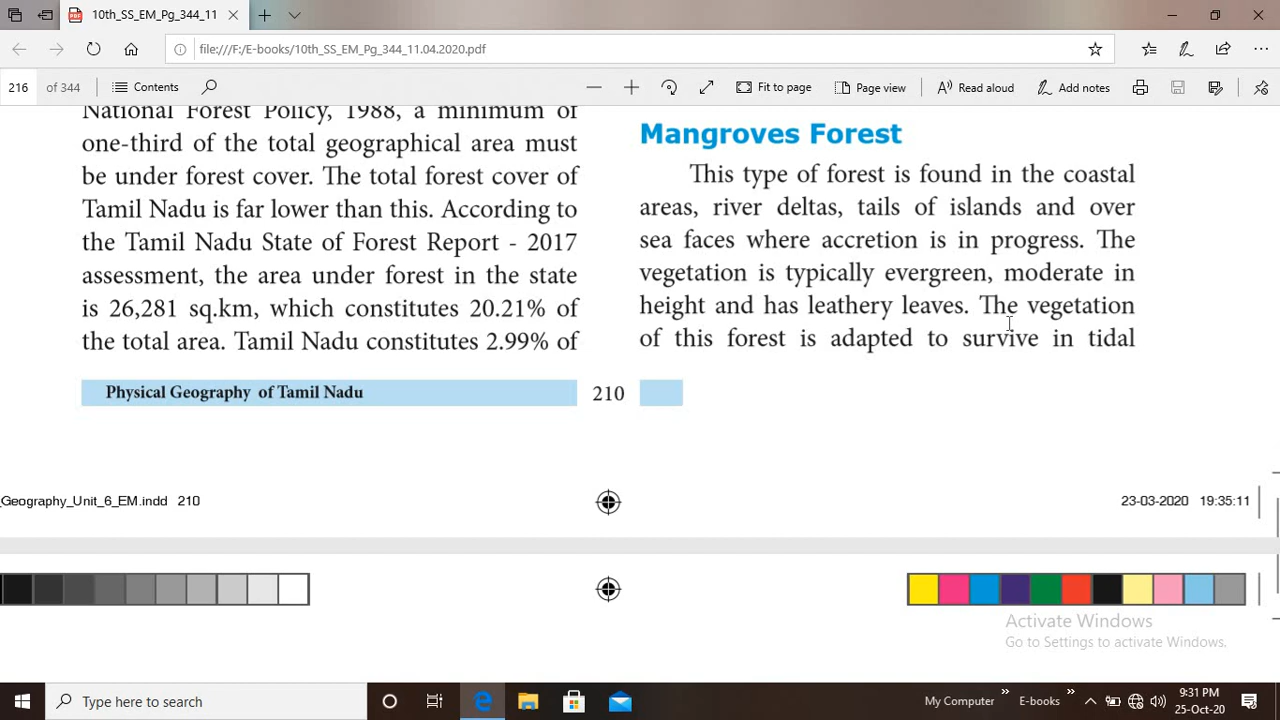 10th_SS_EM_Pg_344_11
file:///F:/E-books/10th_SS_EM_Pg_344_11.04.2020.pdf
216 of 344 Contents Fit to page Page view Read aloud Add notes
National Forest Policy, 1988, a minimum of
one-third of the total geographical area must
be under forest cover. The total forest cover of
Tamil Nadu is far lower than this. According to
the Tamil Nadu State of Forest Report - 2017
assessment, the area under forest in the state
is 26,281 sq.km, which constitutes 20.21% of
the total area. Tamil Nadu constitutes 2.99% of
Mangroves Forest
This type of forest is found in the coastal
areas, river deltas, tails of islands and over
sea faces where accretion is in progress. The
vegetation is typically evergreen, moderate in
height and has leathery leaves. The vegetation
of this forest is adapted to survive in tidal
Physical Geography of Tamil Nadu 210
_Geography_Unit_6_EM.indd 210
23-03-2020 19:35:11
Activate Windows
Go to Settings to activate Windows.
Type here to search
My Computer
E-books
9:31 PM
25-Oct-20